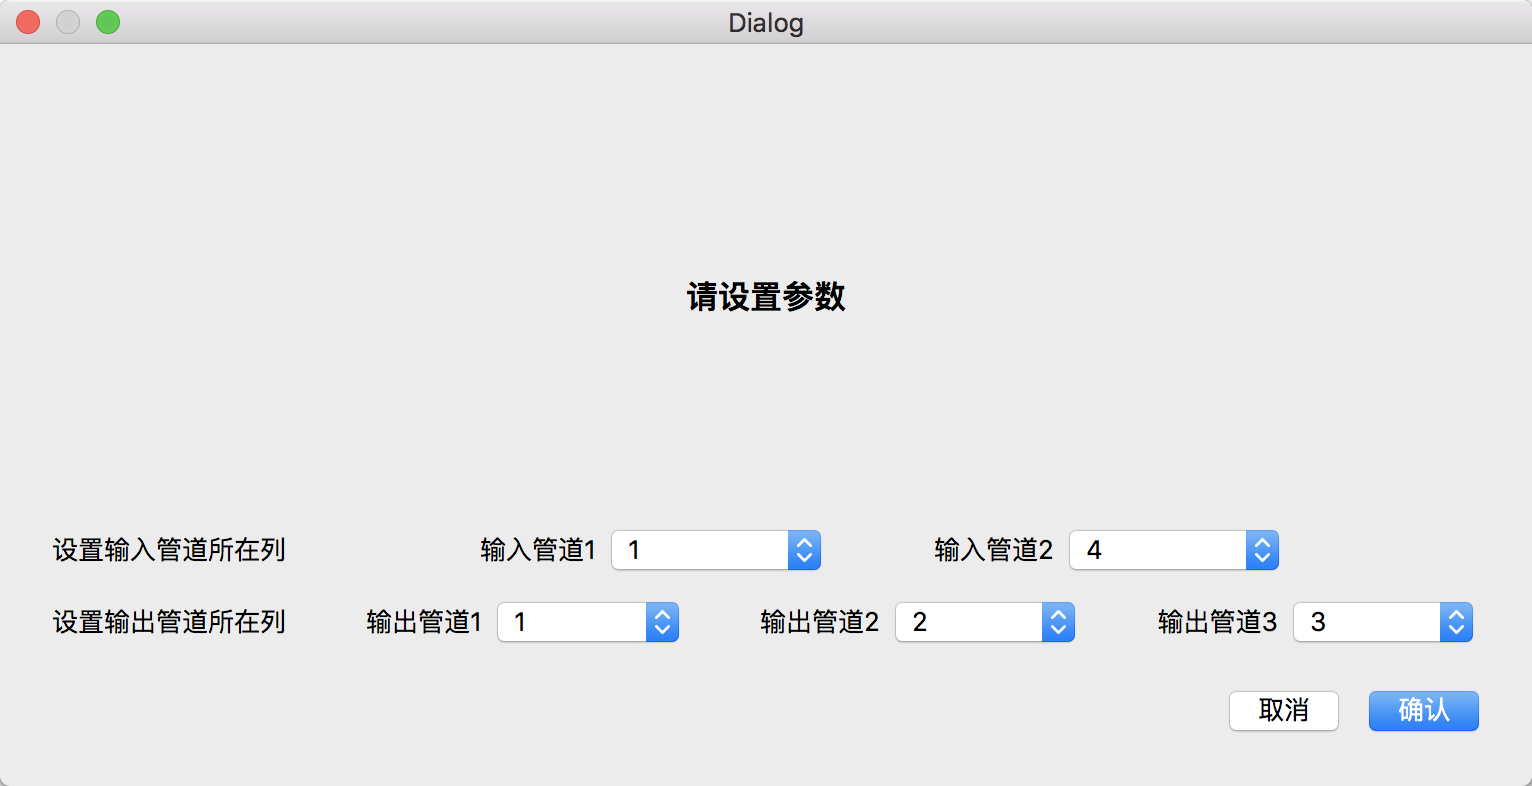 Dialog
请设置参数
设置输入管道所在列 输入管道1 1 输入管道2 4
设置输出管道所在列 输出管道1 1 输出管道2 2 输出管道3 3
取消 确认